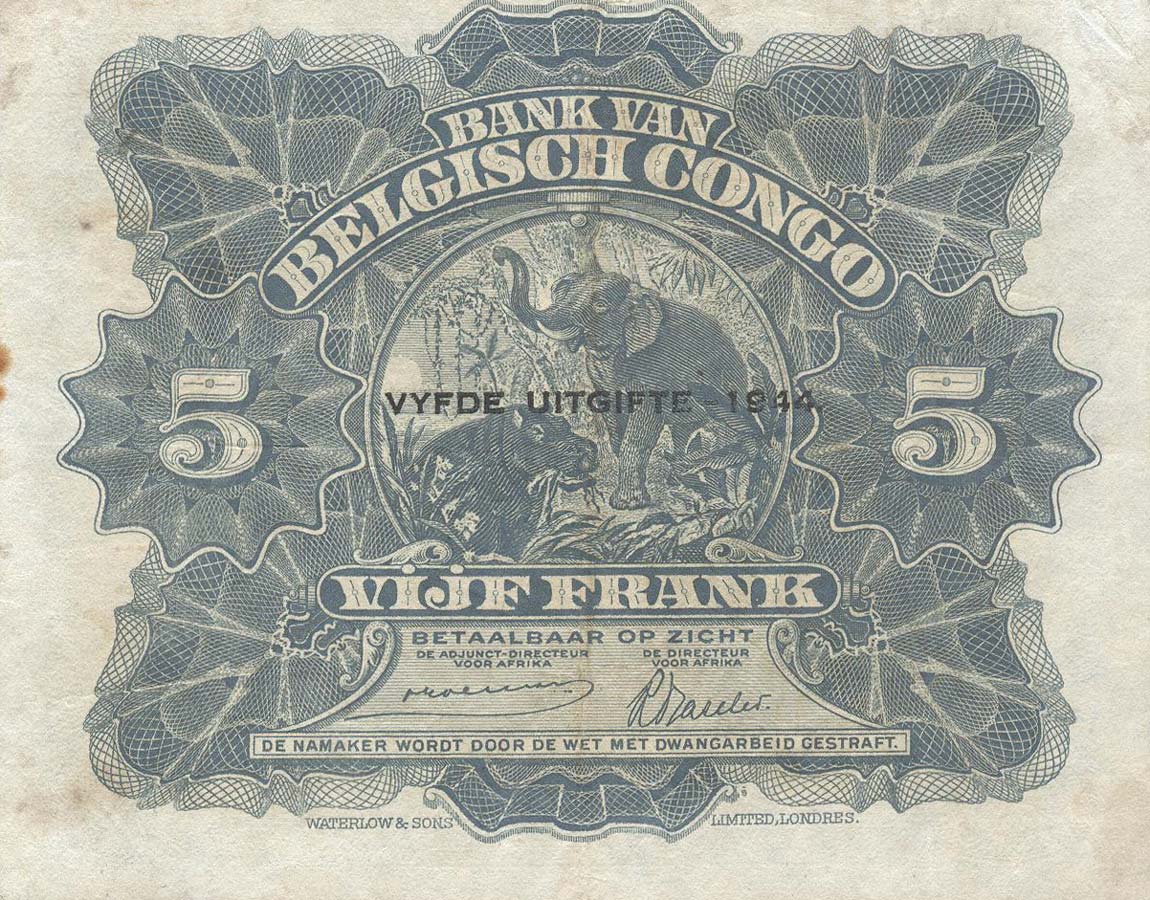 BANK VAN
BELGISCH CONGO
5
5
VYFDE UITGIFTE - 1944
VIJF FRANK
BETAALBAAR OP ZICHT
DE ADJUNCT-DIRECTEUR
VOOR AFRIKA
DE DIRECTEUR
VOOR AFRIKA
DE NAMAKER WORDT DOOR DE WET MET DWANGARBEID GESTRAFT.
WATERLOW & SONS LIMITED, LONDRES.